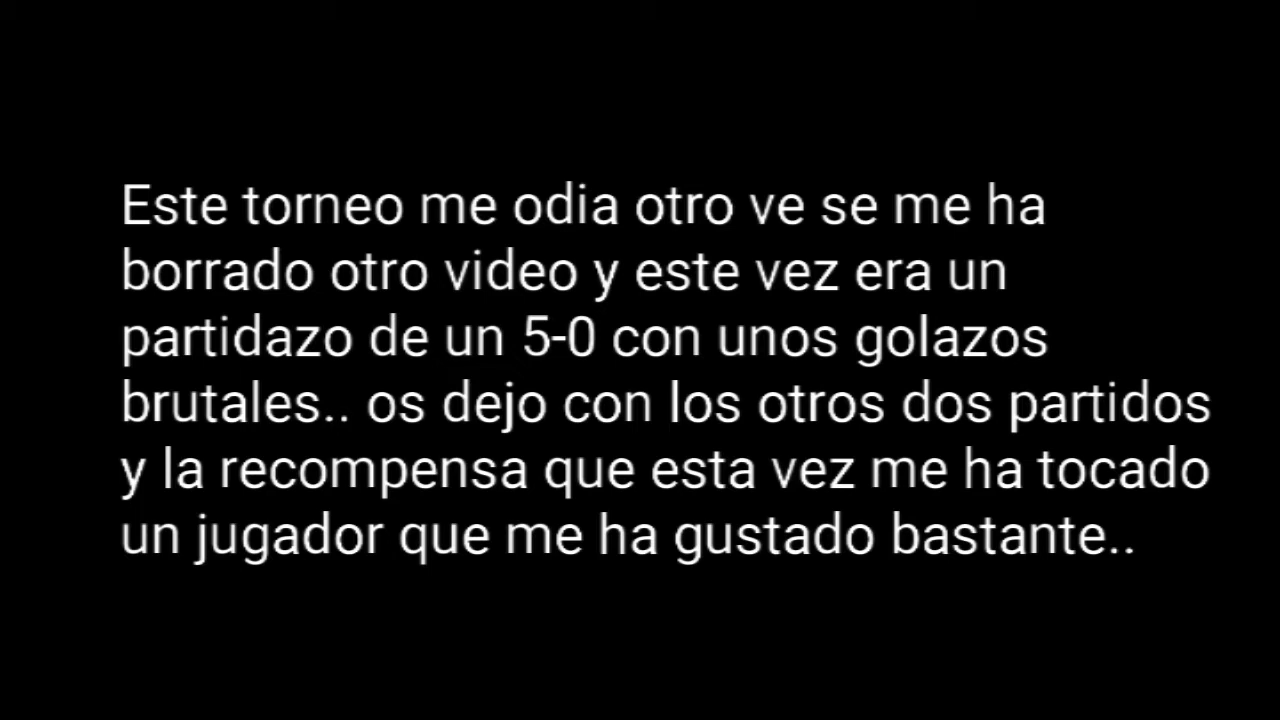 Este torneo me odia otro ve se me ha
borrado otro video y este vez era un
partidazo de un 5-0 con unos golazos
brutales.. os dejo con los otros dos partidos
y la recompensa que esta vez me ha tocado
un jugador que me ha gustado bastante..